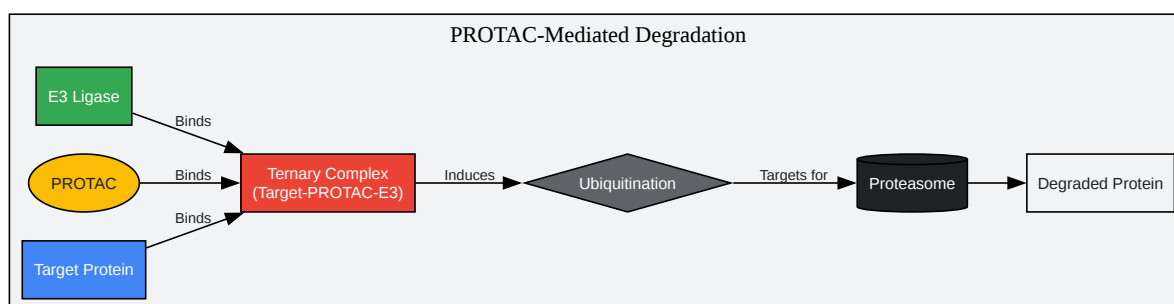 PROTAC-Mediated Degradation
E3 Ligase
Binds
PROTAC
Binds
Ternary Complex
(Target-PROTAC-E3)
Induces
Ubiquitination
Targets for
Proteasome
Degraded Protein
Binds
Target Protein